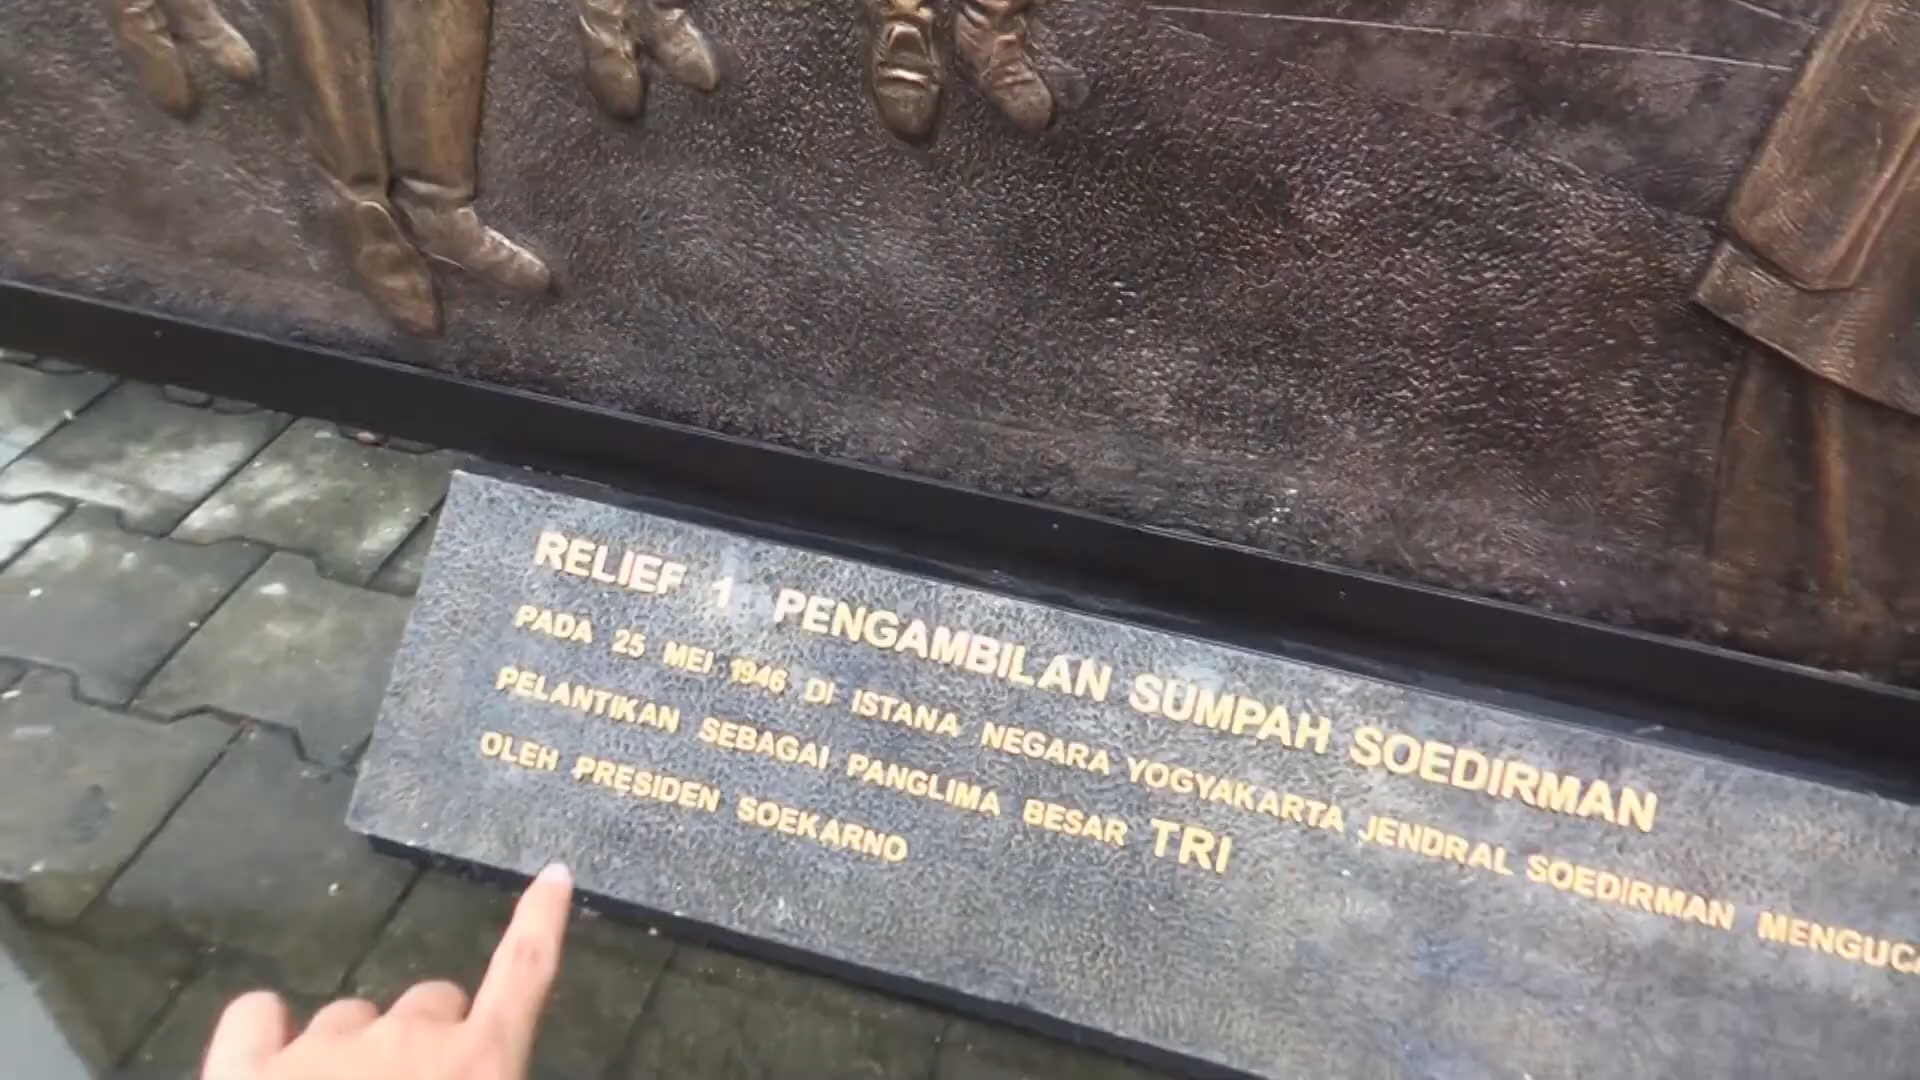 RELIEF 1 PENGAMBILAN SUMPAH SOEDIRMAN
PADA 25 MEI 1946 DI ISTANA NEGARA YOGYAKARTA JENDRAL SOEDIRMAN
PELANTIKAN SEBAGAI PANGLIMA BESAR TRI
OLEH PRESIDEN SOEKARNO